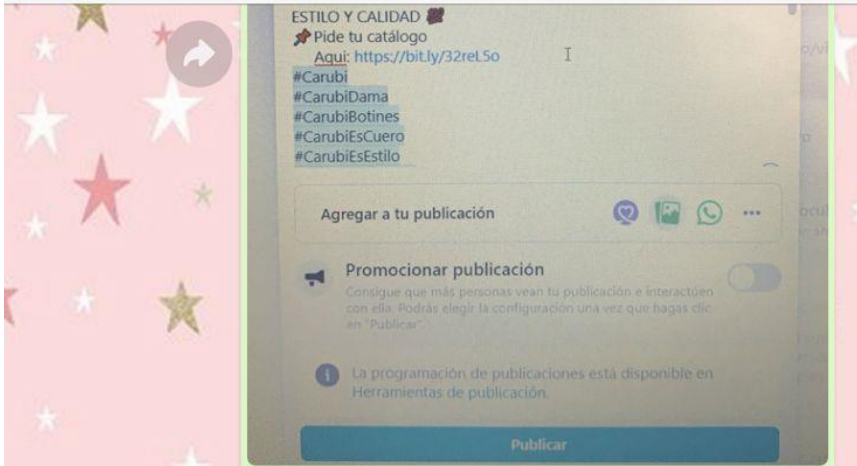 ESTILO Y CALIDAD
Pide tu catálogo
Aqui: https://bit.ly/32reL5o
#Carubi
#CarubiDama
#CarubiBotines
#CarubiEsCuero
#CarubiEsEstilo
Agregar a tu publicación
Promocionar publicación
Consigue que más personas vean tu publicación e interactúen
con ella. Podrás elegir la configuración una vez que hagas clic
en "Publicar"
La programación de publicaciones está disponible en
Herramientas de publicación.
Publicar